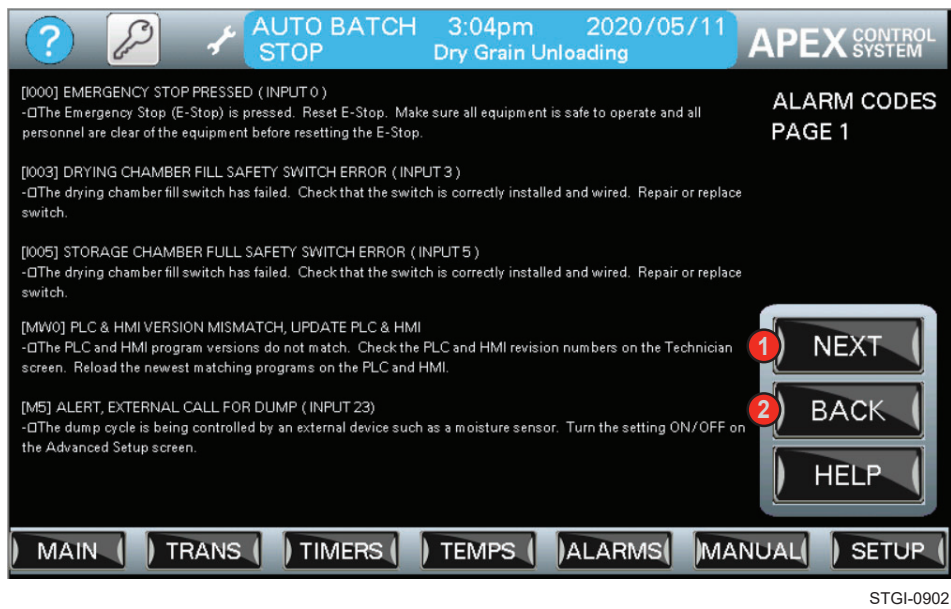 ?
AUTO BATCH 3:04pm 2020/05/11
STOP Dry Grain Unloading
APEX CONTROL SYSTEM
ALARM CODES
PAGE 1
[I000] EMERGENCY STOP PRESSED ( INPUT 0 )
-□The Emergency Stop (E-Stop) is pressed. Reset E-Stop. Make sure all equipment is safe to operate and all
personnel are clear of the equipment before resetting the E-Stop.
[I003] DRYING CHAMBER FILL SAFETY SWITCH ERROR ( INPUT 3 )
-□The drying chamber fill switch has failed. Check that the switch is correctly installed and wired. Repair or replace
switch.
[I005] STORAGE CHAMBER FULL SAFETY SWITCH ERROR ( INPUT 5 )
-□The drying chamber fill switch has failed. Check that the switch is correctly installed and wired. Repair or replace
switch.
[MW0] PLC & HMI VERSION MISMATCH, UPDATE PLC & HMI
-□The PLC and HMI program versions do not match. Check the PLC and HMI revision numbers on the Technician
screen. Reload the newest matching programs on the PLC and HMI.
[M5] ALERT, EXTERNAL CALL FOR DUMP ( INPUT 23)
-□The dump cycle is being controlled by an external device such as a moisture sensor. Turn the setting ON/OFF on
the Advanced Setup screen.
1 NEXT
2 BACK
HELP
MAIN TRANS TIMERS TEMPS ALARMS MANUAL SETUP
STGI-0902